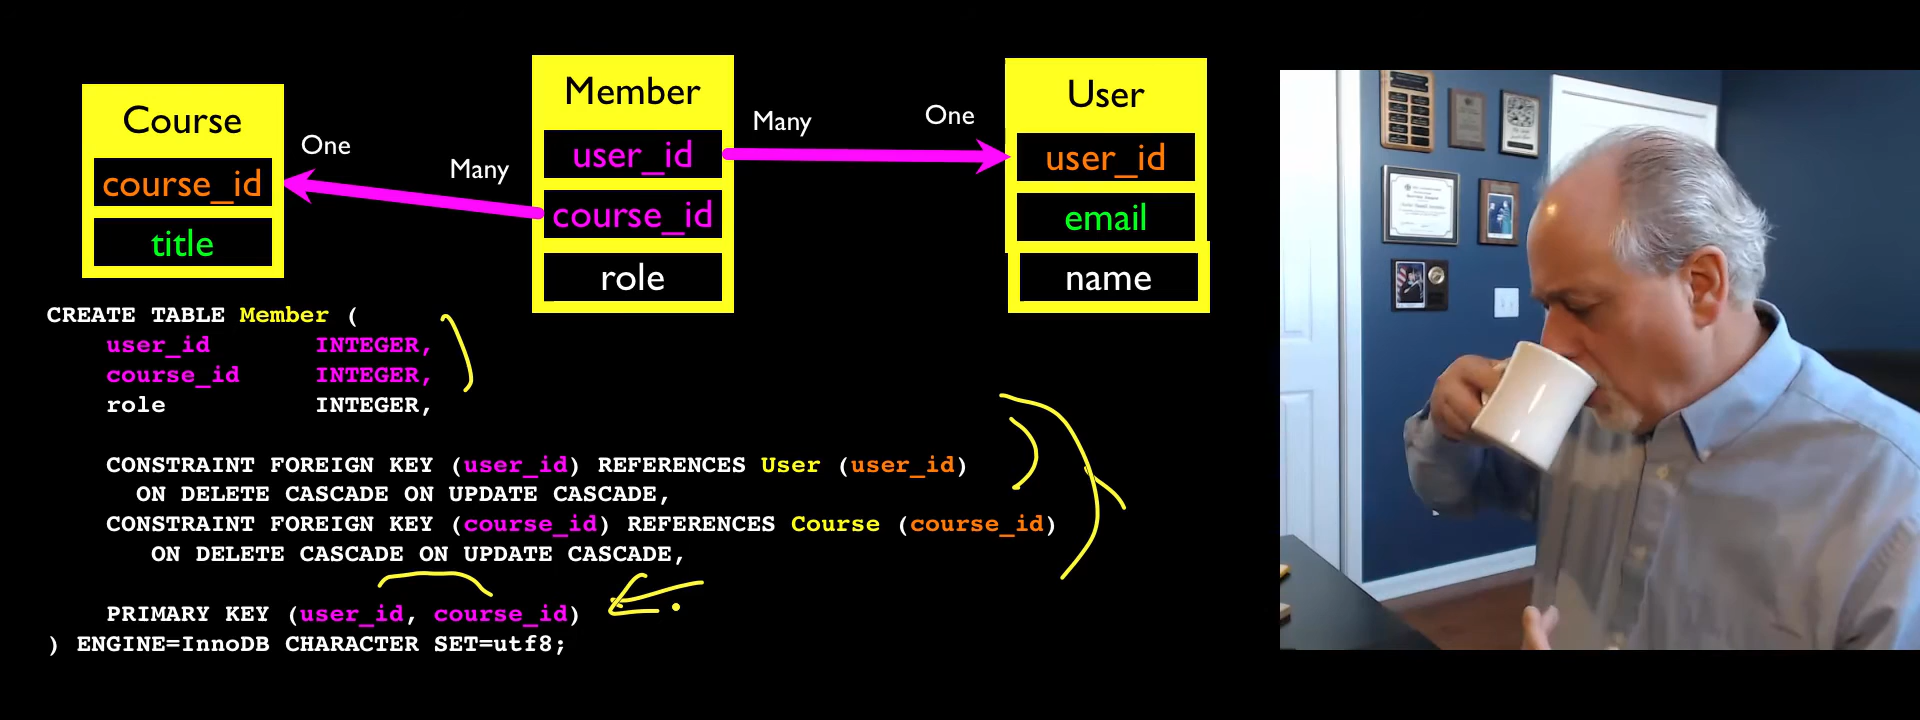 Course
course_id
title
One
Many
Member
user_id
course_id
role
Many
One
User
user_id
email
name
CREATE TABLE Member (
user_id INTEGER,
course_id INTEGER,
role INTEGER,
CONSTRAINT FOREIGN KEY (user_id) REFERENCES User (user_id)
ON DELETE CASCADE ON UPDATE CASCADE,
CONSTRAINT FOREIGN KEY (course_id) REFERENCES Course (course_id)
ON DELETE CASCADE ON UPDATE CASCADE,
PRIMARY KEY (user_id, course_id)
) ENGINE=InnoDB CHARACTER SET=utf8;